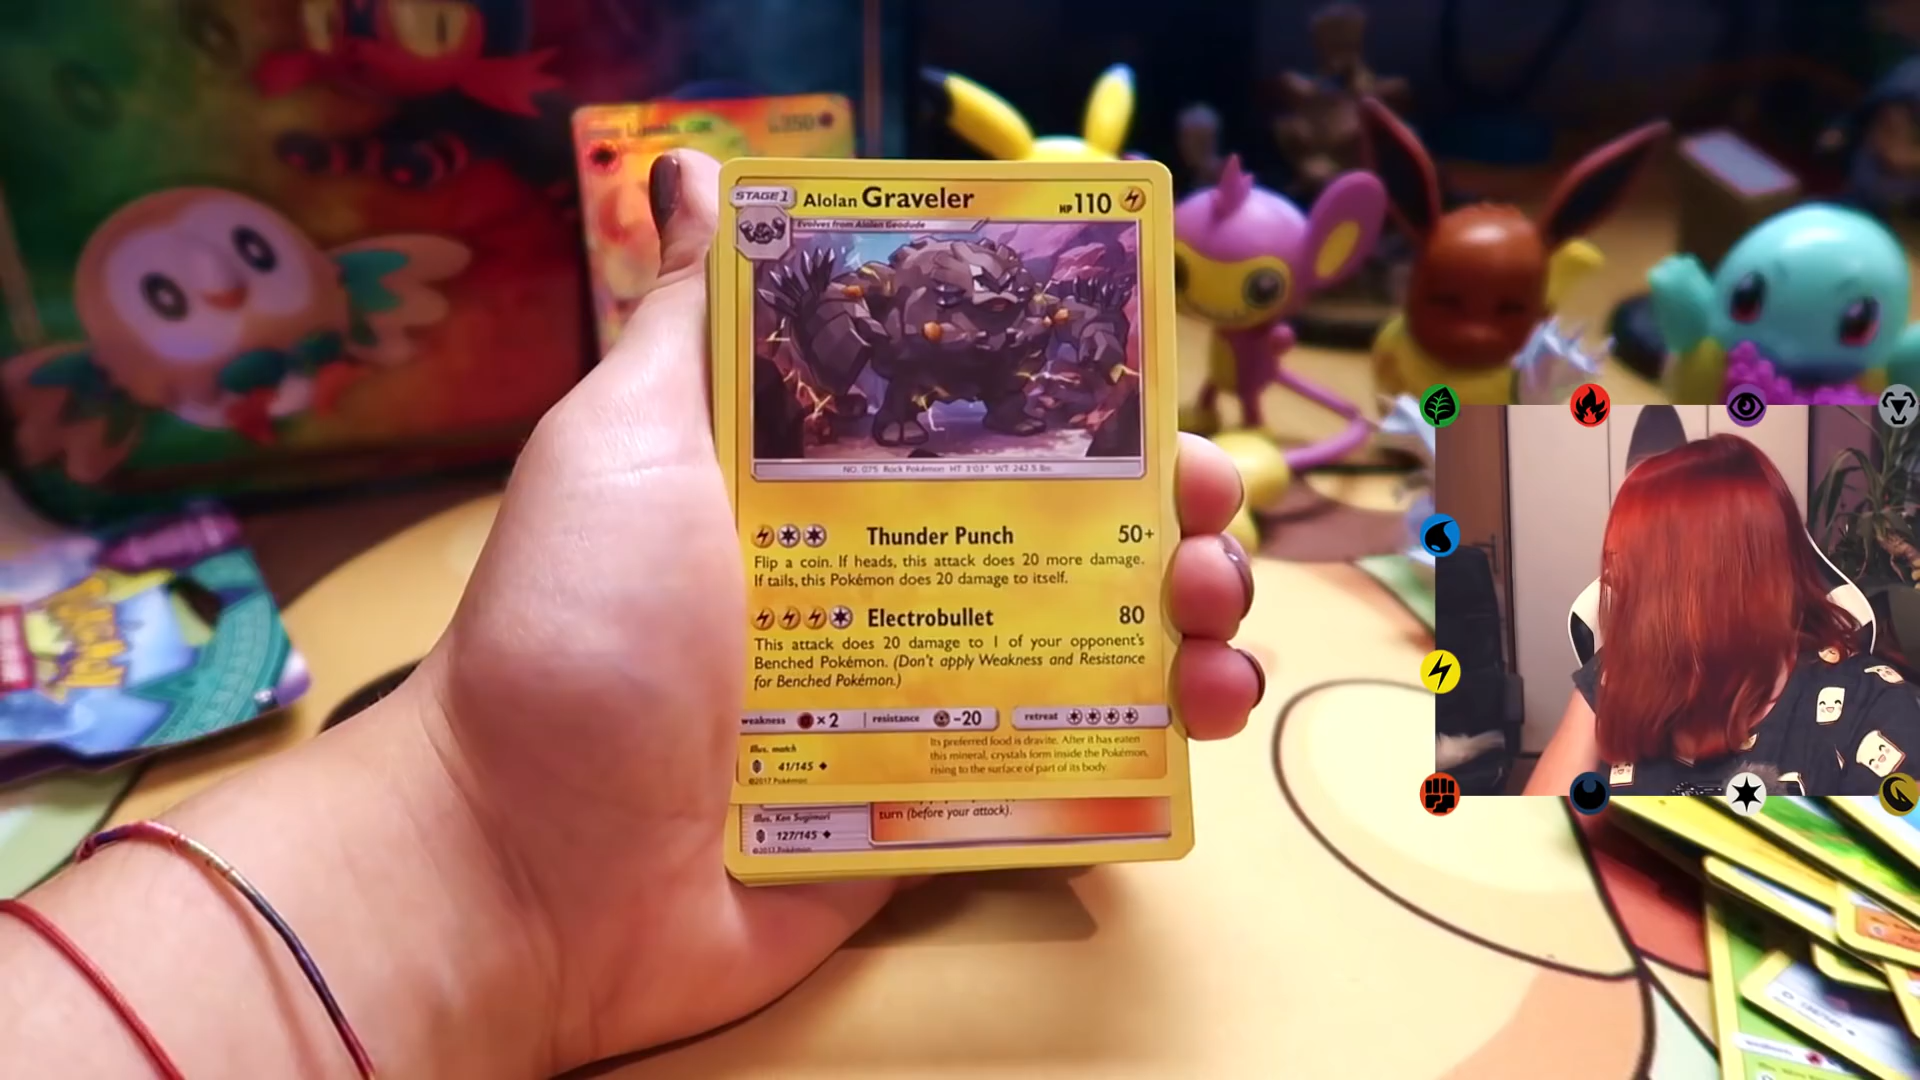 STAGE 1 Alolan Graveler HP 110
Evolves from Alolan Geodude
NO. 075 Rock Pokémon HT: 3'03" WT: 242.5 lbs.
Thunder Punch 50+
Flip a coin. If heads, this attack does 20 more damage.
If tails, this Pokémon does 20 damage to itself.
Electrobullet 80
This attack does 20 damage to 1 of your opponent's
Benched Pokémon. (Don't apply Weakness and Resistance
for Benched Pokémon.)
weakness ×2 resistance -20 retreat
Illus. match
41/145
©2017 Pokémon
Its preferred food is dravite. After it has eaten
this mineral, crystals form inside the Pokémon,
rising to the surface of part of its body.
turn (before your attack).
Illus. Ken Sugimori
127/145
©2017 Pokémon